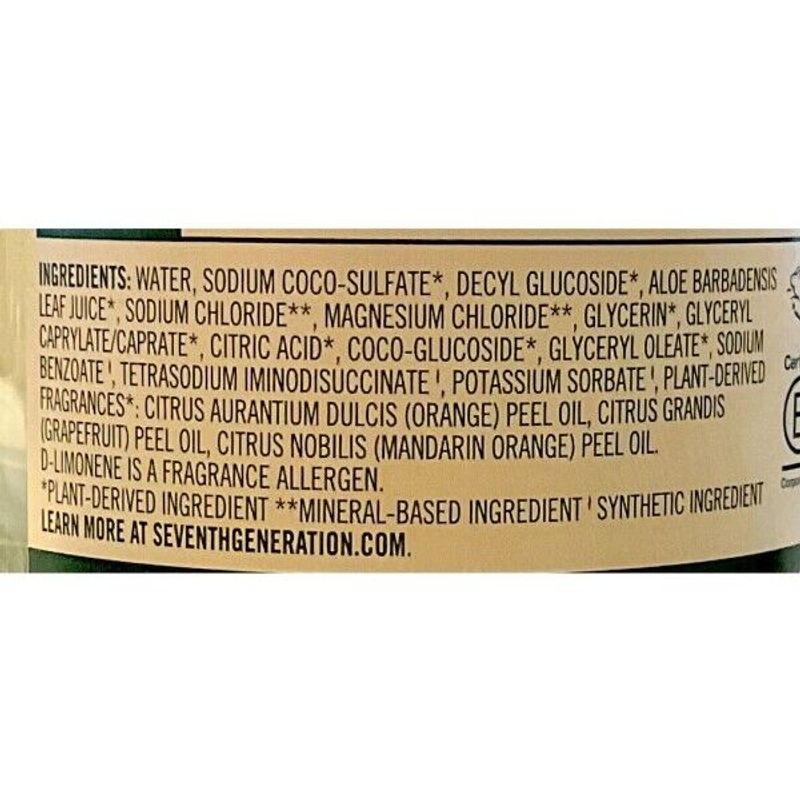 INGREDIENTS: WATER, SODIUM COCO-SULFATE*, DECYL GLUCOSIDE*, ALOE BARBADENSIS
LEAF JUICE*, SODIUM CHLORIDE**, MAGNESIUM CHLORIDE**, GLYCERIN*, GLYCERYL
CAPRYLATE/CAPRATE*, CITRIC ACID*, COCO-GLUCOSIDE*, GLYCERYL OLEATE*, SODIUM
BENZOATE ǀ, TETRASODIUM IMINODISUCCINATE ǀ, POTASSIUM SORBATE ǀ, PLANT-DERIVED
FRAGRANCES*: CITRUS AURANTIUM DULCIS (ORANGE) PEEL OIL, CITRUS GRANDIS
(GRAPEFRUIT) PEEL OIL, CITRUS NOBILIS (MANDARIN ORANGE) PEEL OIL.
D-LIMONENE IS A FRAGRANCE ALLERGEN.
*PLANT-DERIVED INGREDIENT **MINERAL-BASED INGREDIENT ǀ SYNTHETIC INGREDIENT
LEARN MORE AT SEVENTHGENERATION.COM.